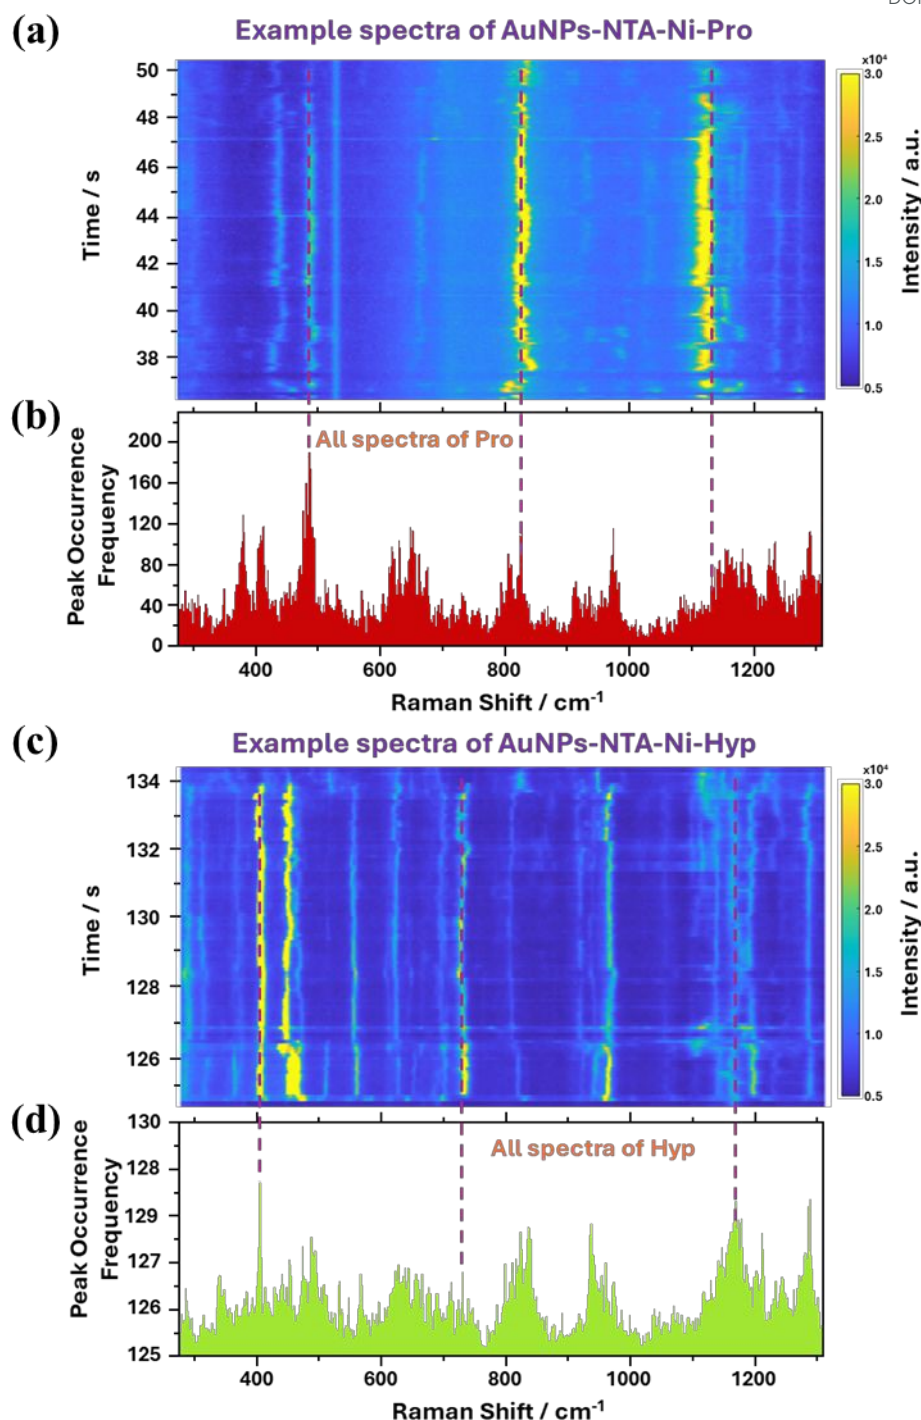 (a)
Example spectra of AuNPs-NTA-Ni-Pro
50
48
46
44
42
40
38
Time / s
x10⁴
3.0
2.5
2.0
1.5
1.0
0.5
Intensity / a.u.
(b)
All spectra of Pro
200
160
120
80
40
0
Peak Occurrence
Frequency
400
600
800
1000
1200
Raman Shift / cm⁻¹
(c)
Example spectra of AuNPs-NTA-Ni-Hyp
134
132
130
128
126
Time / s
x10⁴
3.0
2.5
2.0
1.5
1.0
0.5
Intensity / a.u.
(d)
All spectra of Hyp
130
128
129
127
126
125
Peak Occurrence
Frequency
400
600
800
1000
1200
Raman Shift / cm⁻¹